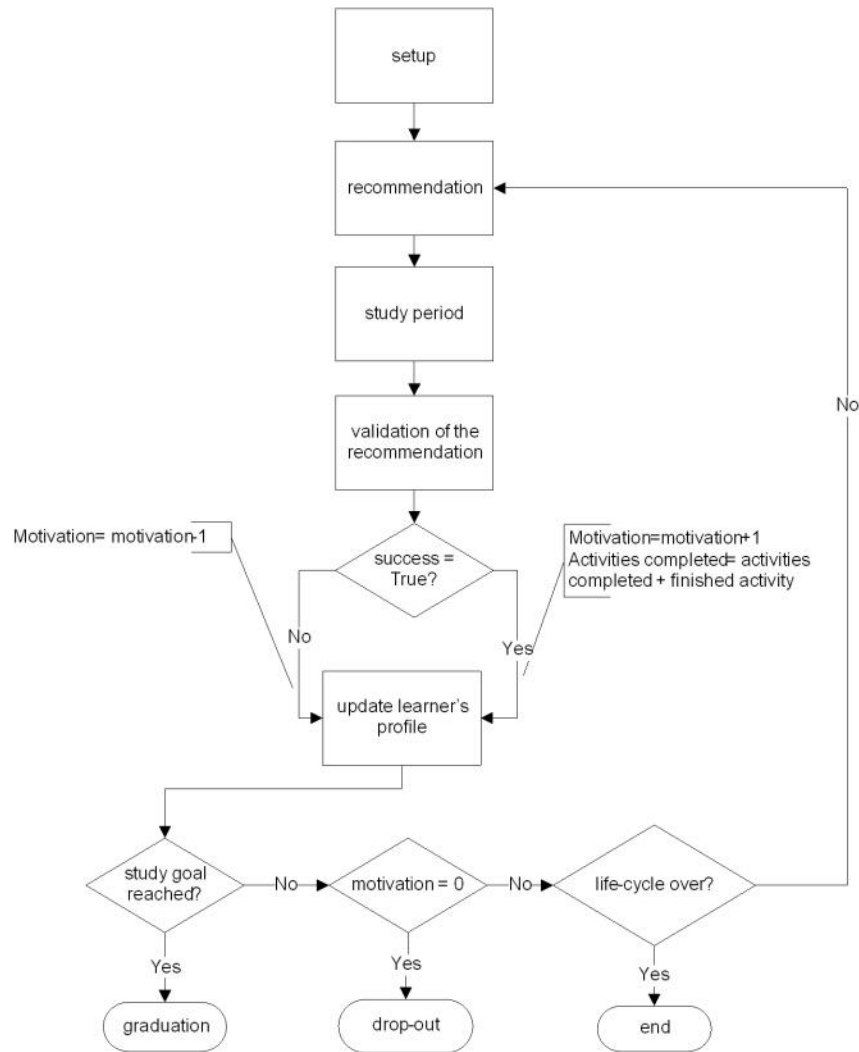 setup
recommendation
study period
validation of the
recommendation
No
Motivation= motivation-1
success =
True?
Motivation=motivation+1
Activities completed= activities
completed + finished activity
No
Yes
update learner's
profile
study goal
reached?
No
motivation = 0
No
life-cycle over?
Yes
Yes
Yes
graduation
drop-out
end